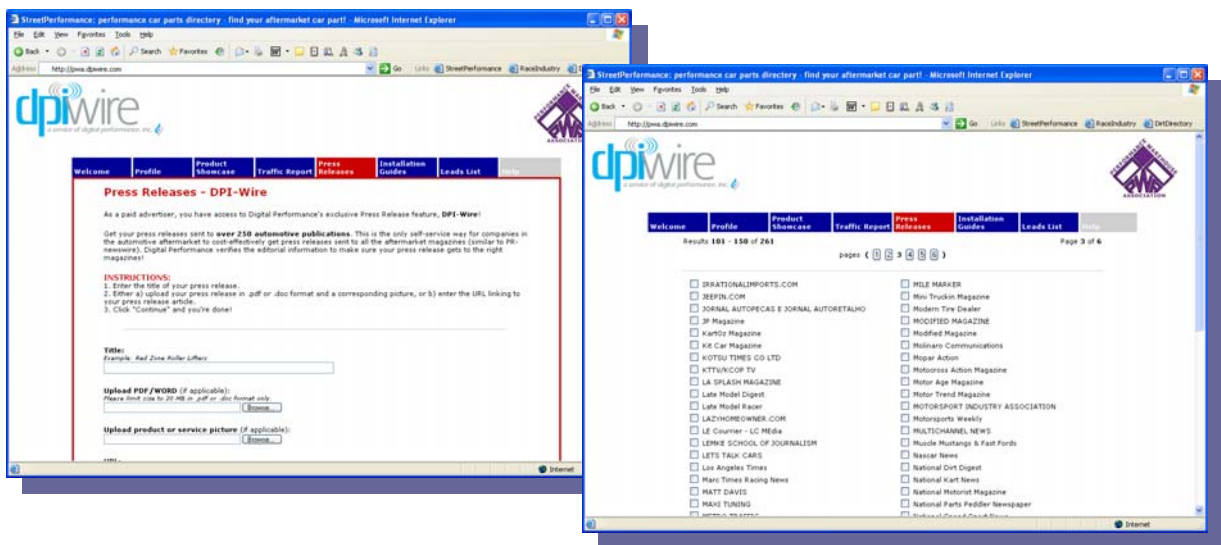 StreetPerformance: performance car parts directory - find your aftermarket car part! - Microsoft Internet Explorer
File Edit View Favorites Tools Help
Back Search Favorites
Address http://pwa.dpiwire.com Go Links StreetPerformance RaceIndustry
dpiwire
a service of digital performance, inc.
PWA
ASSOCIATION
Welcome Profile Product Showcase Traffic Report Press Releases Installation Guides Leads List Help
Press Releases - DPI-Wire
As a paid advertiser, you have access to Digital Performance's exclusive Press Release feature, DPI-Wire!
Get your press releases sent to over 250 automotive publications. This is the only self-service way for companies in
the automotive aftermarket to cost-effectively get press releases sent to all the aftermarket magazines (similar to PR-
newswire). Digital Performance verifies the editorial information to make sure your press release gets to the right
magazines!
INSTRUCTIONS:
1. Enter the title of your press release.
2. Either a) upload your press release in .pdf or .doc format and a corresponding picture, or b) enter the URL linking to
your press release article.
3. Click "Continue" and you're done!
Title:
Example: Red Zone Roller Lifters
Upload PDF/WORD (if applicable):
Please limit size to 20 MB in .pdf or .doc format only.
Browse...
Upload product or service picture (if applicable):
Browse...
URL:
Internet
StreetPerformance: performance car parts directory - find your aftermarket car part! - Microsoft Internet Explorer
File Edit View Favorites Tools Help
Back Search Favorites
Address http://pwa.dpiwire.com Go Links StreetPerformance RaceIndustry DirtDirectory
dpiwire
a service of digital performance, inc.
PERFORMANCE WAREHOUSE
PWA
ASSOCIATION
Welcome Profile Product Showcase Traffic Report Press Releases Installation Guides Leads List Help
Results 101 - 150 of 261 Page 3 of 6
pages ( 1 2 3 4 5 6 )
IRRATIONALIMPORTS.COM MILE MARKER
JEEPIN.COM Mini Truckin Magazine
JORNAL AUTOPECAS E JORNAL AUTORETALHO Modern Tire Dealer
JP Magazine MODIFIED MAGAZINE
KartOz Magazine Modified Magazine
Kit Car Magazine Molinaro Communications
KOTSU TIMES CO LTD Mopar Action
KTTV/KCOP TV Motocross Action Magazine
LA SPLASH MAGAZINE Motor Age Magazine
Late Model Digest Motor Trend Magazine
Late Model Racer MOTORSPORT INDUSTRY ASSOCIATION
LAZYHOMEOWNER.COM Motorsports Weekly
LE Courrier - LC MEdia MULTICHANNEL NEWS
LEMKE SCHOOL OF JOURNALISM Muscle Mustangs & Fast Fords
LETS TALK CARS Nascar News
Los Angeles Times National Dirt Digest
Marc Times Racing News National Kart News
MATT DAVIS National Motorist Magazine
MAXI TUNING National Parts Peddler Newspaper
METRO TRAFFIC National Speed Sport News
Internet